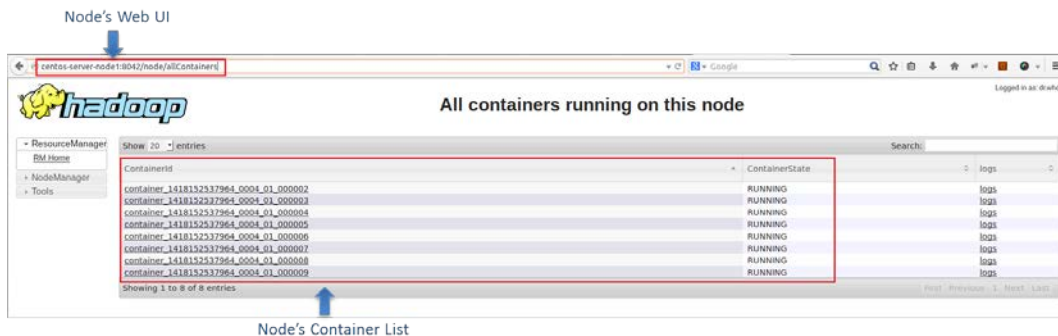 Node's Web UI
centos-server-node1:8042/node/allContainers
Google
Logged in as:
hadoop
All containers running on this node
ResourceManager
RM Home
NodeManager
Tools
Show 20 entries
Search:
ContainerId ContainerState logs
container_1418152537964_0004_01_000002 RUNNING logs
container_1418152537964_0004_01_000003 RUNNING logs
container_1418152537964_0004_01_000004 RUNNING logs
container_1418152537964_0004_01_000005 RUNNING logs
container_1418152537964_0004_01_000006 RUNNING logs
container_1418152537964_0004_01_000007 RUNNING logs
container_1418152537964_0004_01_000008 RUNNING logs
container_1418152537964_0004_01_000009 RUNNING logs
Showing 1 to 8 of 8 entries
First Previous 1 Next Last
Node's Container List